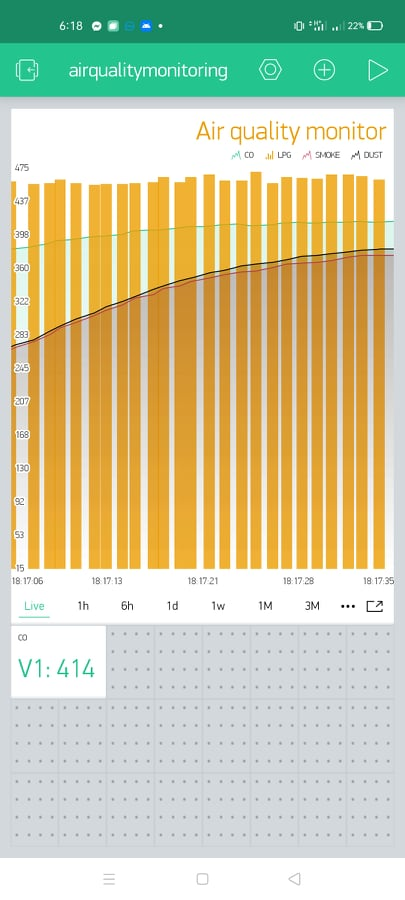 6:18
22%
airqualitymonitoring
Air quality monitor
CO LPG SMOKE DUST
475
437
398
360
322
283
245
207
168
130
92
53
15
18:17:06 18:17:13 18:17:21 18:17:28 18:17:35
Live 1h 6h 1d 1w 1M 3M
CO
V1: 414